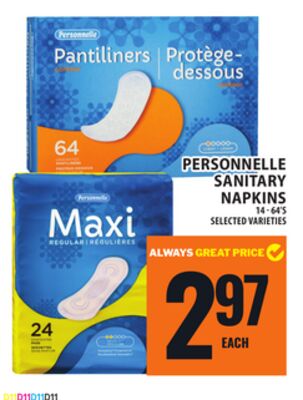 Personnelle
Pantiliners
Protège-
dessous
64
PERSONNELLE
SANITARY
NAPKINS
14 - 64'S
SELECTED VARIETIES
Personnelle
Maxi
REGULAR | RÉGULIÈRES
24
ALWAYS GREAT PRICE
2 97
EACH
D11D11D11D11